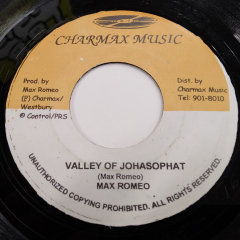 CHARMAX MUSIC
Prod. by
Max Romeo
(P) Charmax/
Westbury
© Control/PRS
Dist. by
Charmax Music
Tel: 901-8010
VALLEY OF JOHASOPHAT
(Max Romeo)
MAX ROMEO
UNAUTHORIZED COPYING PROHIBITED. ALL RIGHTS RESERVED